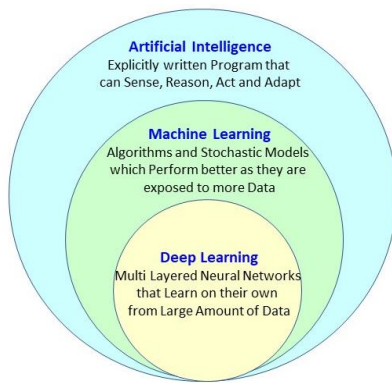 Artificial Intelligence
Explicitly written Program that
can Sense, Reason, Act and Adapt
Machine Learning
Algorithms and Stochastic Models
which Perform better as they are
exposed to more Data
Deep Learning
Multi Layered Neural Networks
that Learn on their own
from Large Amount of Data